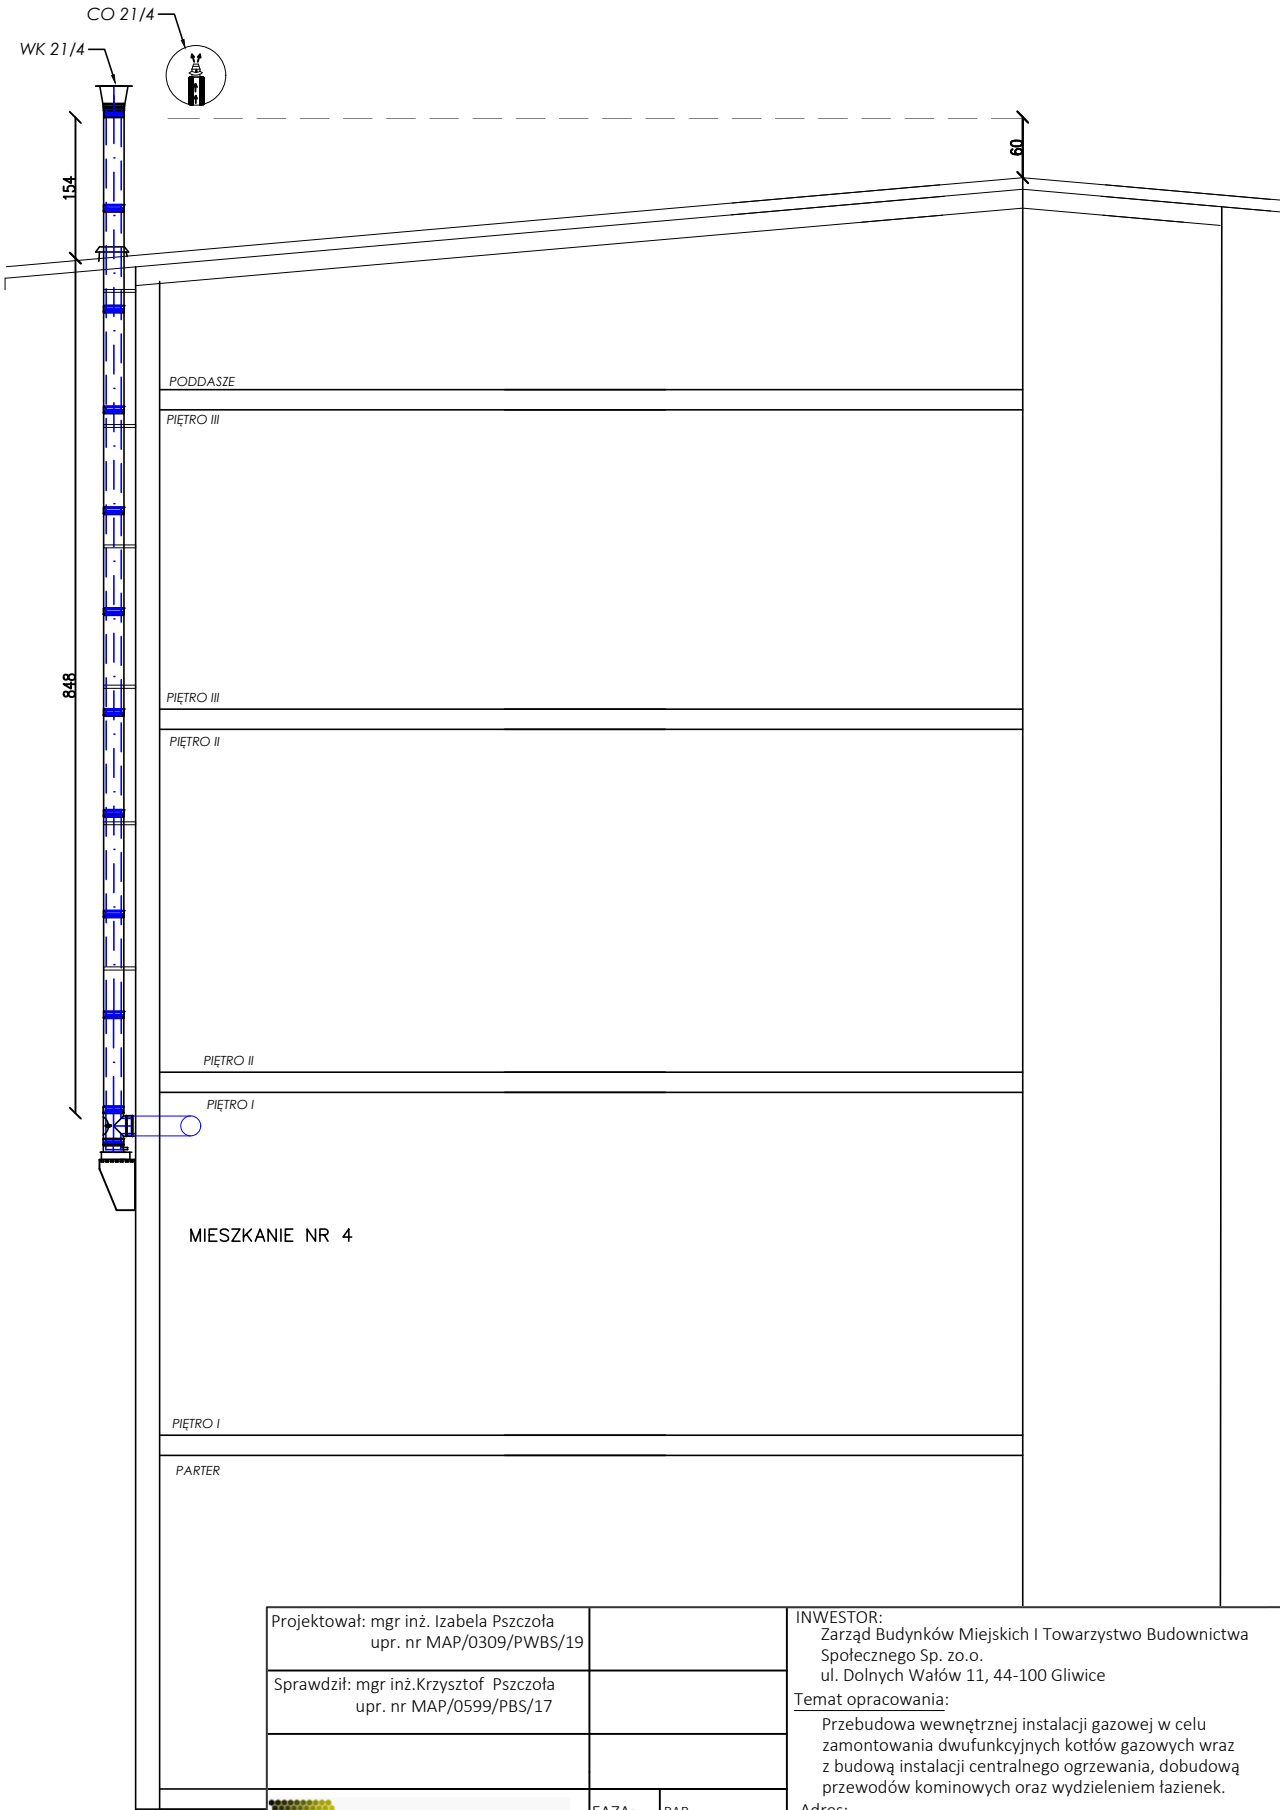 CO 21/4
WK 21/4
154
60
PODDASZE
PIĘTRO III
848
PIĘTRO III
PIĘTRO II
PIĘTRO II
PIĘTRO I
MIESZKANIE NR 4
PIĘTRO I
PARTER
Projektował: mgr inż. Izabela Pszczoła
upr. nr MAP/0309/PWBS/19
Sprawdził: mgr inż.Krzysztof Pszczoła
upr. nr MAP/0599/PBS/17
INWESTOR:
Zarząd Budynków Miejskich I Towarzystwo Budownictwa
Społecznego Sp. zo.o.
ul. Dolnych Wałów 11, 44-100 Gliwice
Temat opracowania:
Przebudowa wewnętrznej instalacji gazowej w celu
zamontowania dwufunkcyjnych kotłów gazowych wraz
z budową instalacji centralnego ogrzewania, dobudową
przewodów kominowych oraz wydzieleniem łazienek.
FAZA:
Adres: